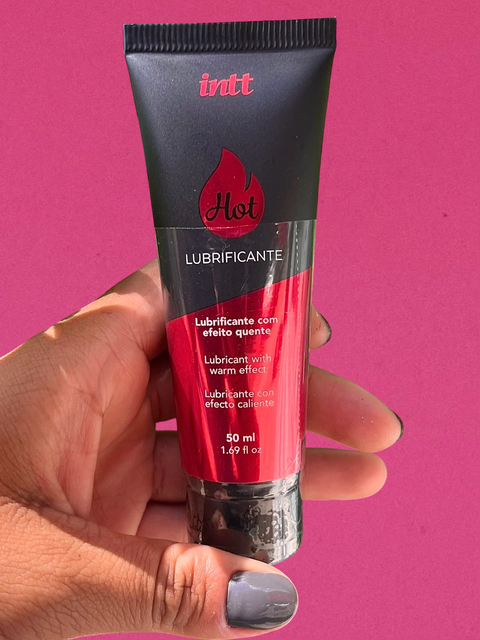 intt
Hot
LUBRIFICANTE
Lubrificante com
efeito quente
Lubricant with
warm effect
Lubricante con
efecto caliente
50 ml
1.69 fl oz